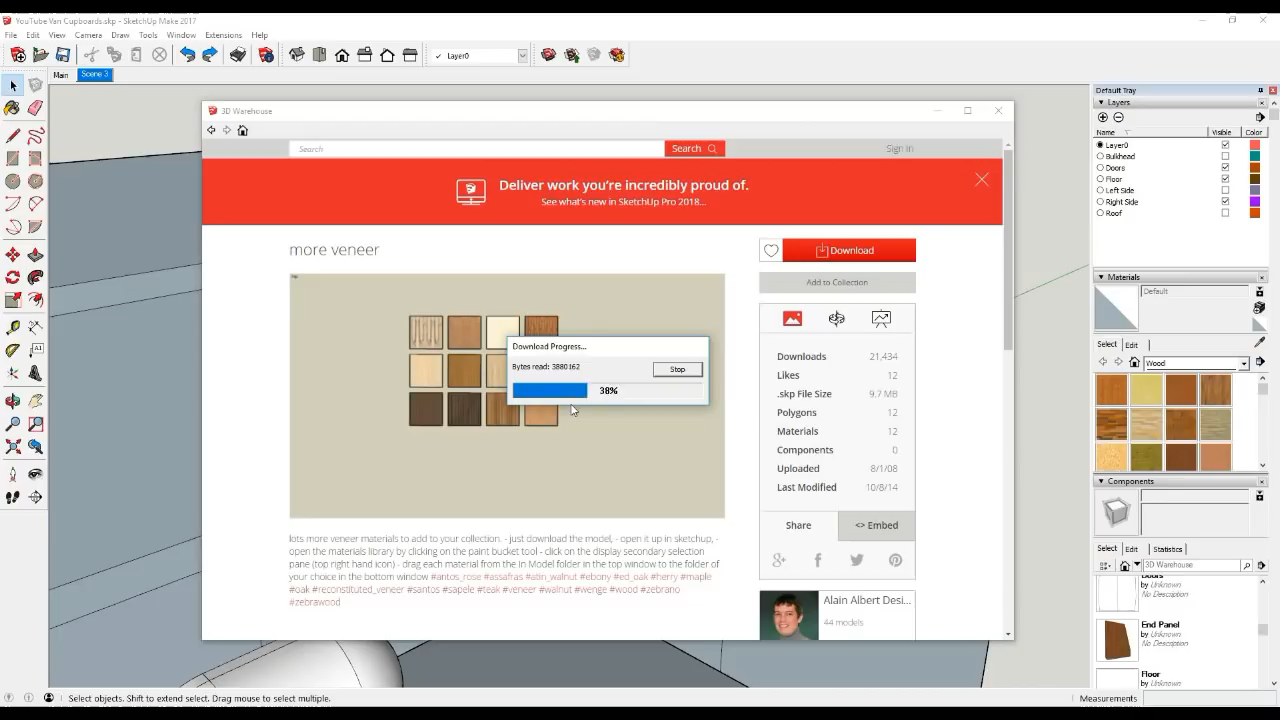 YouTube Van Cupboards.skp - SketchUp Make 2017
File Edit View Camera Draw Tools Window Extensions Help
Layer0
Main Scene 3
3D Warehouse
Search
Search
Sign In
Deliver work you're incredibly proud of.
See what's new in SketchUp Pro 2018...
more veneer
Download
Add to Collection
Download Progress...
Bytes read: 3880162
Stop
38%
Downloads 21,434
Likes 12
.skp File Size 9.7 MB
Polygons 12
Materials 12
Components 0
Uploaded 8/1/08
Last Modified 10/8/14
Share <> Embed
lots more veneer materials to add to your collection. - just download the model, - open it up in sketchup, -
open the materials library by clicking on the paint bucket tool - click on the display secondary selection
pane (top right hand icon) - drag each material from the In Model folder in the top window to the folder of
your choice in the bottom window #antos_rose #assafras #atin_walnut #ebony #ed_oak #herry #maple
#oak #reconstituted_veneer #santos #sapele #teak #veneer #walnut #wenge #wood #zebrano
#zebrawood
Alain Albert Desi...
44 models
Default Tray
Layers
Name Visible Color
Layer0
Bulkhead
Doors
Floor
Left Side
Right Side
Roof
Materials
Default
Select Edit
Wood
Components
Select Edit Statistics
3D Warehouse
Doors
by Unknown
No Description
End Panel
by Unknown
No Description
Floor
by Unknown
Select objects. Shift to extend select. Drag mouse to select multiple.
Measurements